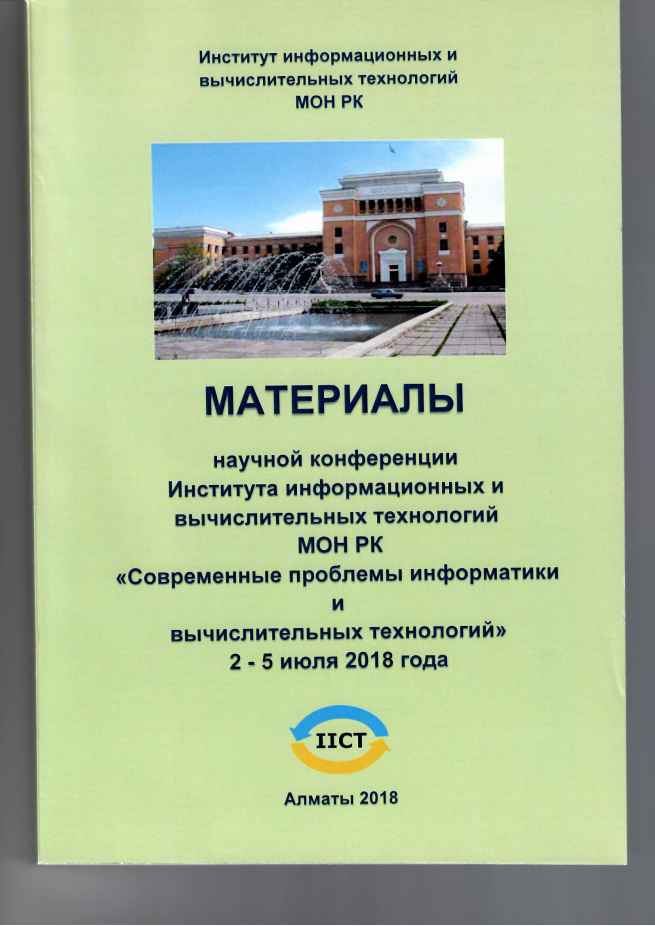 Институт информационных и
вычислительных технологий
МОН РК
МАТЕРИАЛЫ
научной конференции
Института информационных и
вычислительных технологий
МОН РК
«Современные проблемы информатики
и
вычислительных технологий»
2 - 5 июля 2018 года
IICT
Алматы 2018